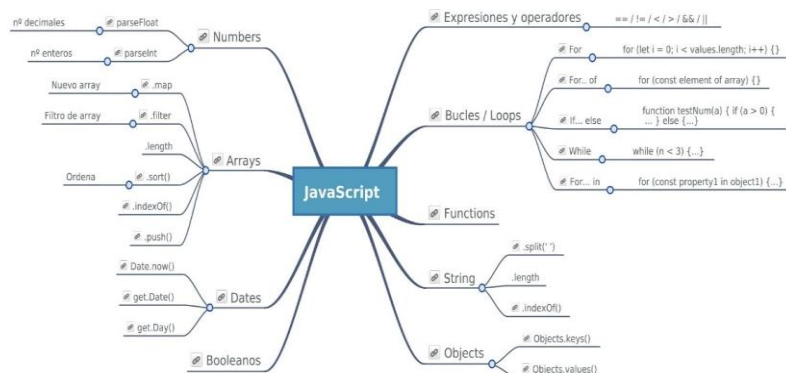 JavaScript
Numbers
parseFloat
nº decimales
parseInt
nº enteros
Arrays
.map
Nuevo array
.filter
Filtro de array
.length
.sort()
Ordena
.indexOf()
.push()
Dates
Date.now()
get.Date()
get.Day()
Booleanos
Expresiones y operadores
== / != / < / > / && / ||
Bucles / Loops
For
for (let i = 0; i < values.length; i++) {}
For.. of
for (const element of array) {}
If... else
function testNum(a) { if (a > 0) {
... } else {...}
While
while (n < 3) {...}
For... in
for (const property1 in object1) {...}
Functions
String
.split(' ')
.length
.indexOf()
Objects
Objects.keys()
Objects.values()